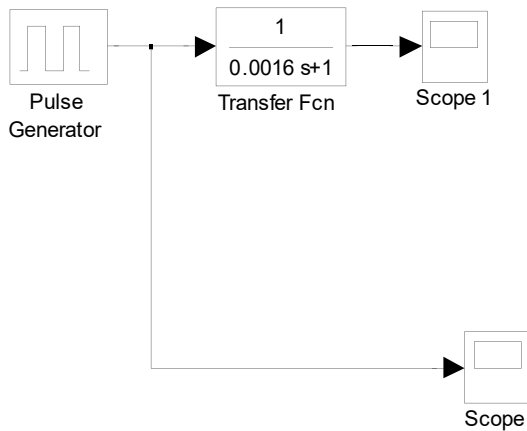 1
0.0016 s+1
Pulse
Generator
Transfer Fcn
Scope 1
Scope